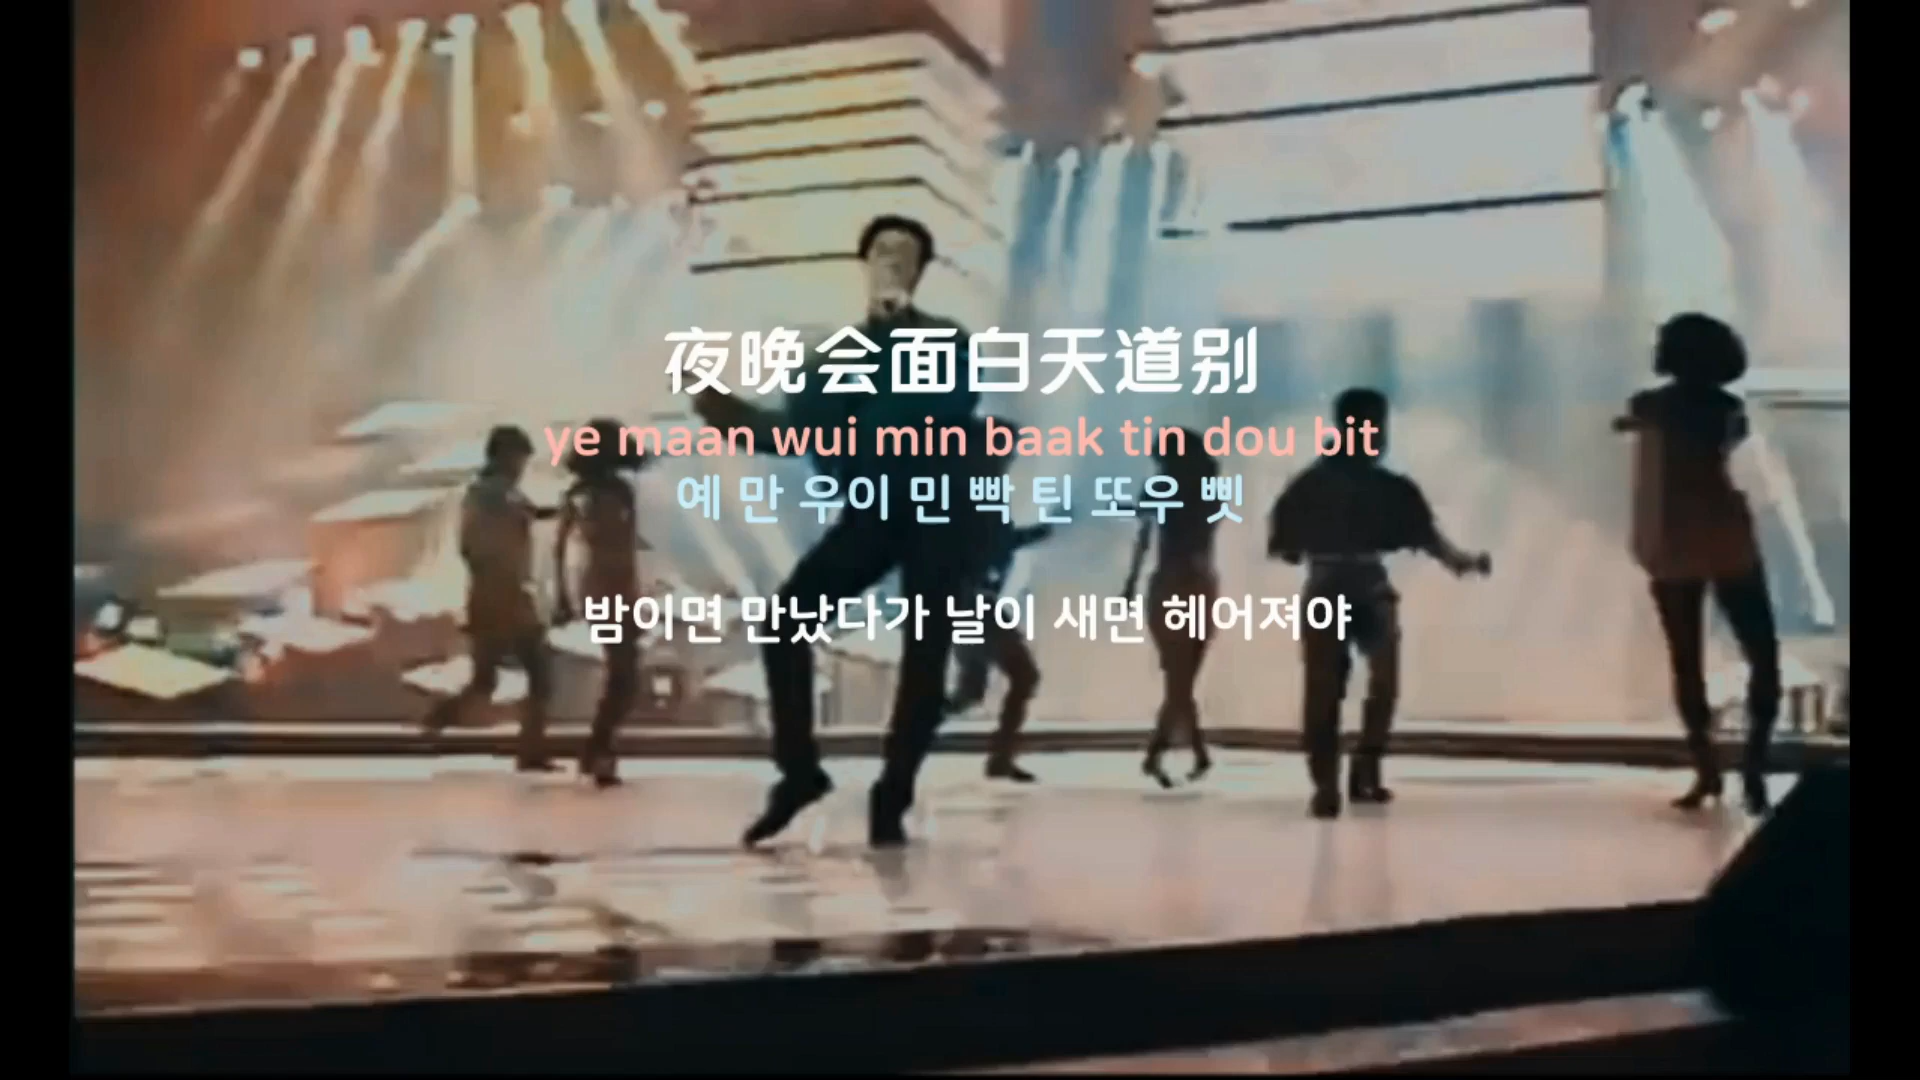 夜晚会面白天道别
ye maan wui min baak tin dou bit
예 만 우이 민 빡 틴 또우 삣
밤이면 만났다가 날이 새면 헤어져야